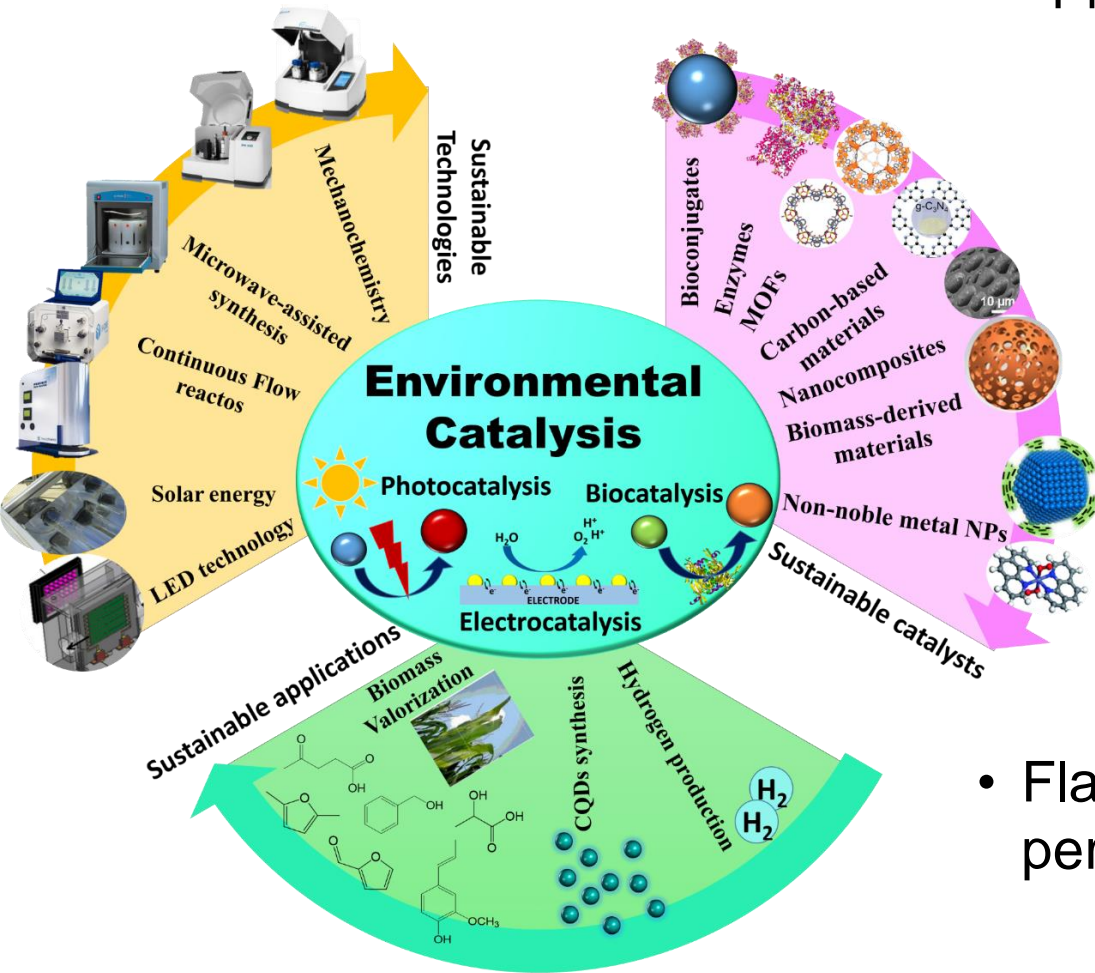 Sustainable
Technologies
Mechanochemistry
Microwave-assisted
synthesis
Continuous Flow
reactos
Solar energy
LED technology
Bioconjugates
Enzymes
MOFs
Carbon-based
materials
Nanocomposites
Biomass-derived
materials
Non-noble metal NPs
Sustainable catalysts
g-C3N4
10 μm
Environmental
Catalysis
Photocatalysis
Biocatalysis
H2O
O2
H+
H+
e-
e-
e-
e-
e-
ELECTRODE
Electrocatalysis
Sustainable applications
Biomass
Valorization
CQDs synthesis
Hydrogen production
H2
H2
O
O
OH
O
OH
OH
OH
O
O
O
OCH3
OH
• Fla
per